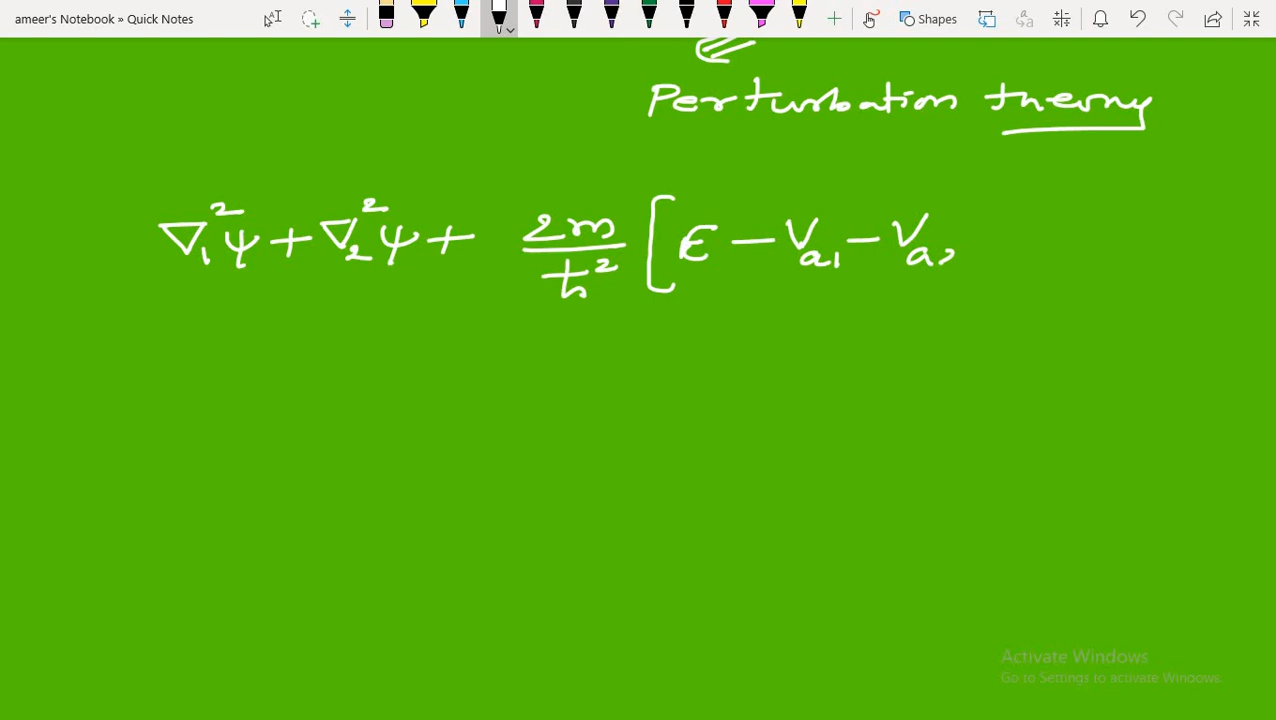 ameer's Notebook » Quick Notes
Shapes
Perturbation theory
∇₁²ψ + ∇₂²ψ + 2m/ħ² [E − Va₁ − Va
Activate Windows
Go to Settings to activate Windows.